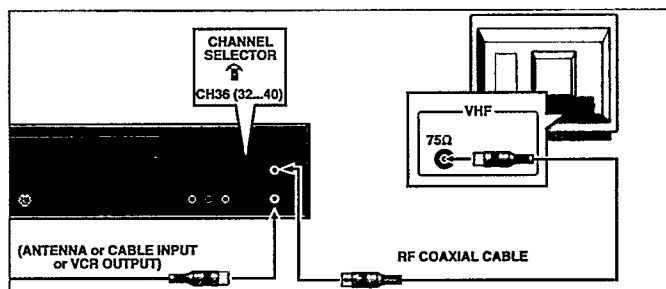 CHANNEL
SELECTOR
CH36 (32...40)
VHF
75Ω
(ANTENNA or CABLE INPUT
or VCR OUTPUT)
RF COAXIAL CABLE